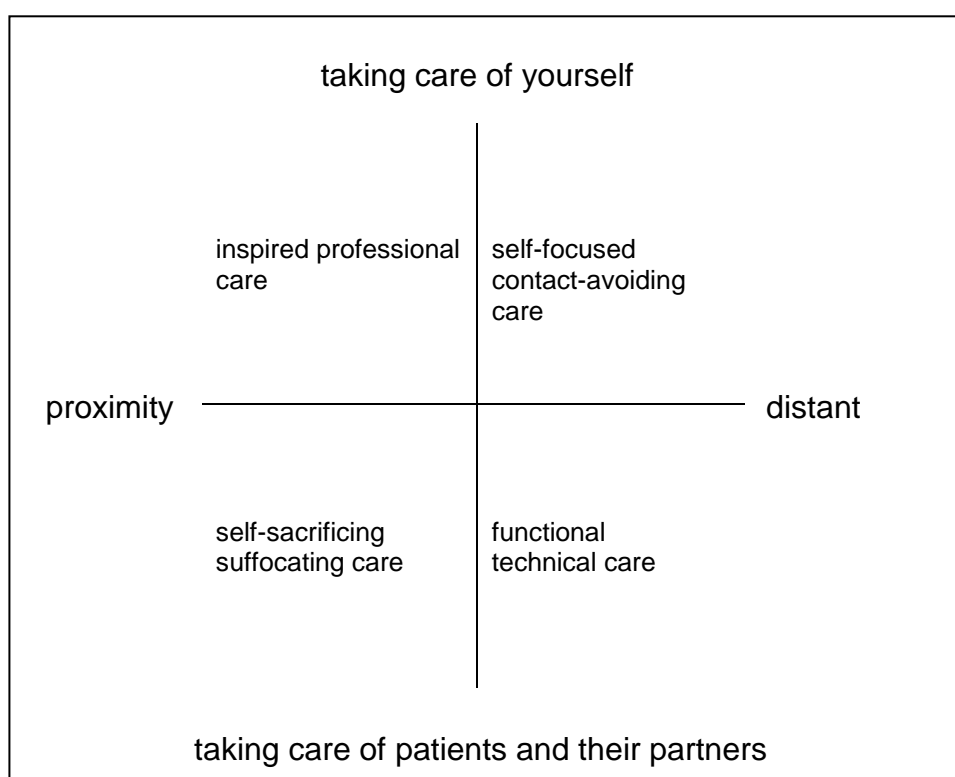 taking care of yourself
inspired professional
care
self-focused
contact-avoiding
care
proximity
distant
self-sacrificing
suffocating care
functional
technical care
taking care of patients and their partners